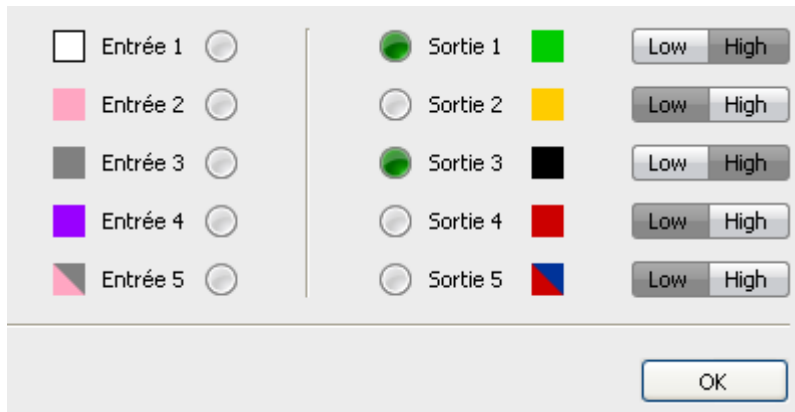 Entrée 1 Sortie 1 Low High
Entrée 2 Sortie 2 Low High
Entrée 3 Sortie 3 Low High
Entrée 4 Sortie 4 Low High
Entrée 5 Sortie 5 Low High
OK